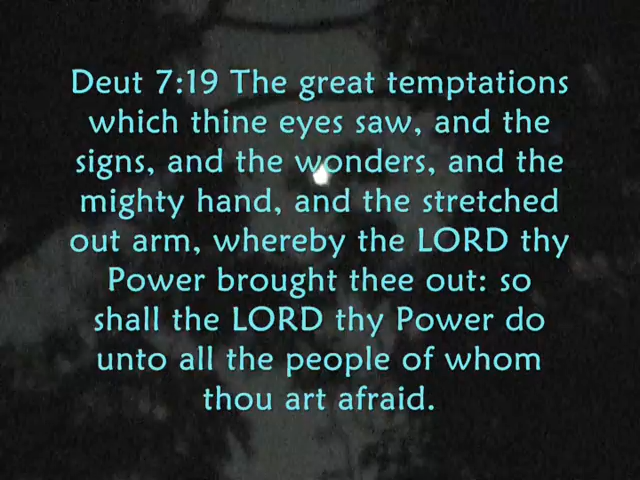 Deut 7:19 The great temptations
which thine eyes saw, and the
signs, and the wonders, and the
mighty hand, and the stretched
out arm, whereby the LORD thy
Power brought thee out: so
shall the LORD thy Power do
unto all the people of whom
thou art afraid.